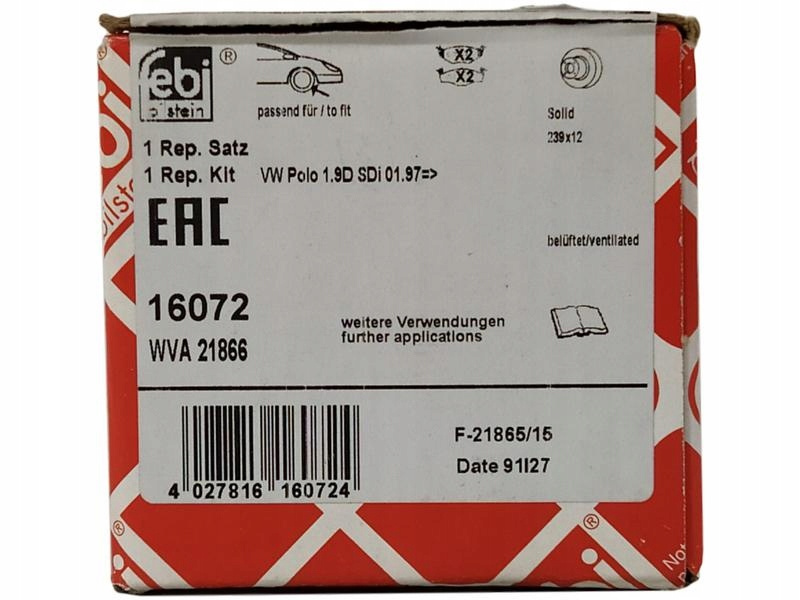 febi ®
bilstein
passend für / to fit
X2
X2
Solid
239x12
1 Rep. Satz
1 Rep. Kit VW Polo 1.9D SDi 01.97=>
EAC
belüftet/ventilated
16072
WVA 21866
weitere Verwendungen
further applications
F-21865/15
Date 91I27
4 027816 160724